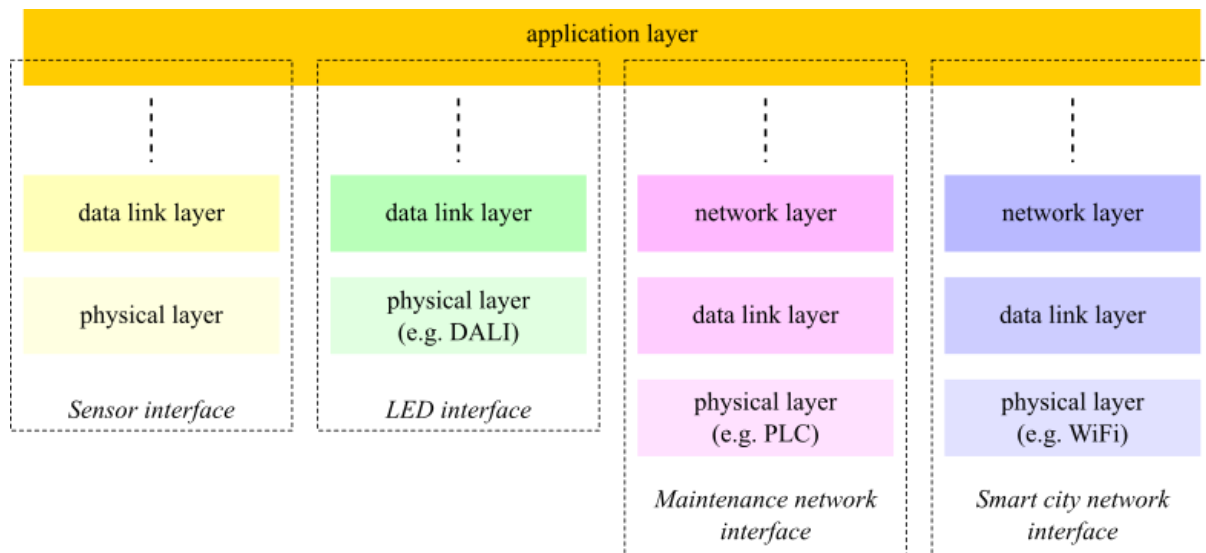 application layer
data link layer
physical layer
Sensor interface
data link layer
physical layer
(e.g. DALI)
LED interface
network layer
data link layer
physical layer
(e.g. PLC)
Maintenance network
interface
network layer
data link layer
physical layer
(e.g. WiFi)
Smart city network
interface